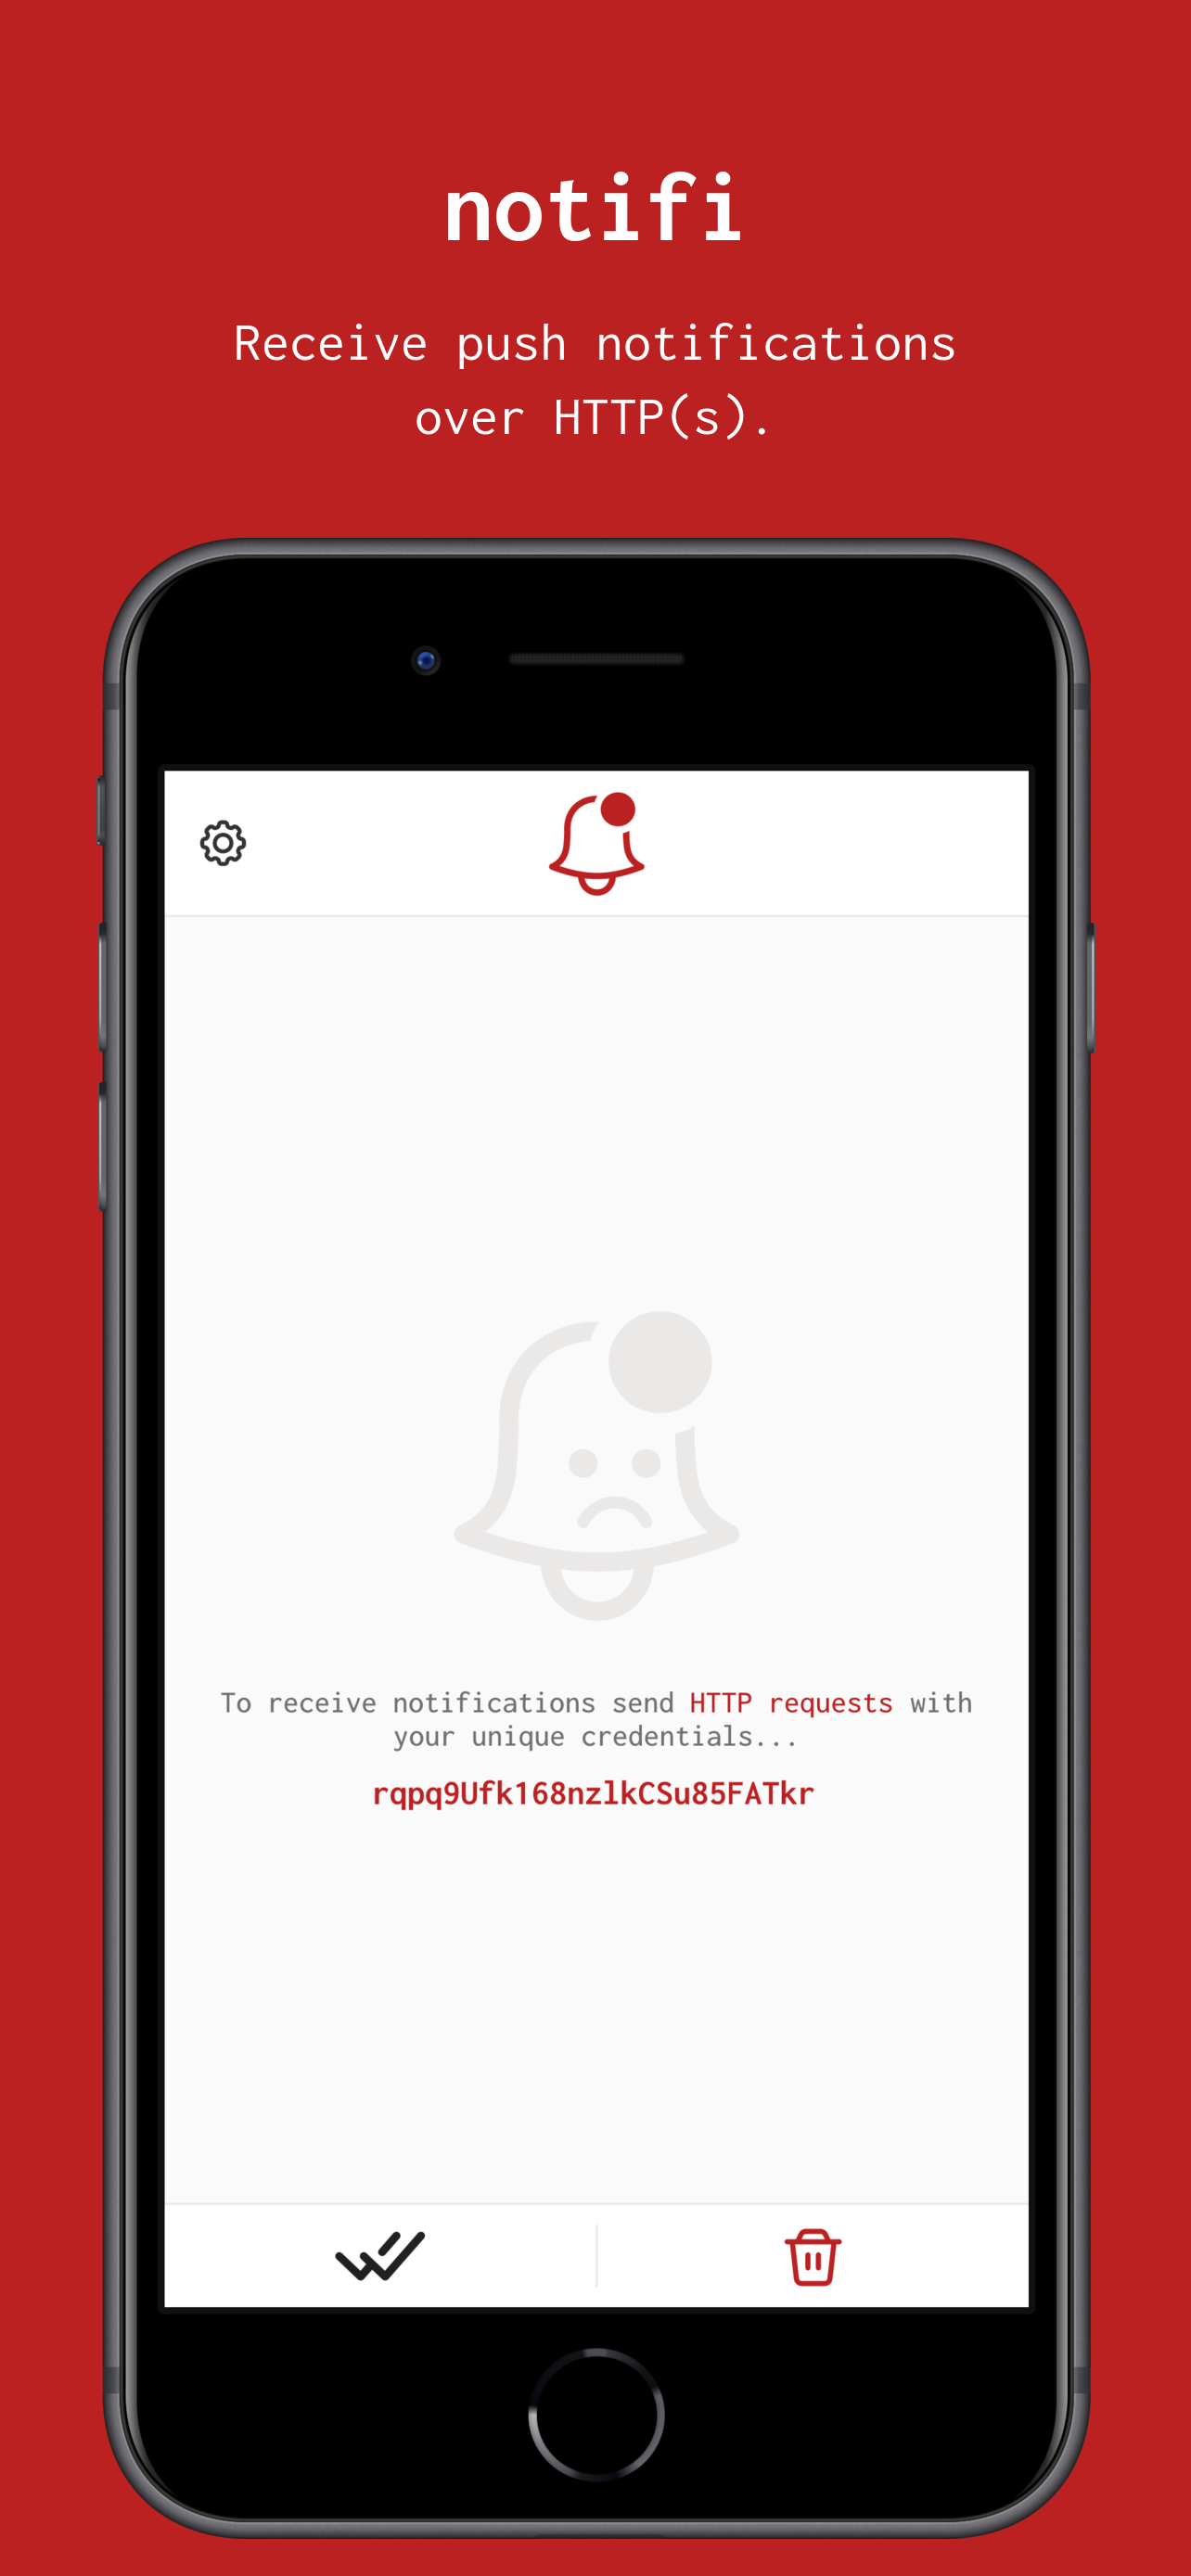 notifi
Receive push notifications
over HTTP(s).
To receive notifications send HTTP requests with
your unique credentials...
rqpq9Ufk168nzlkCSu85FATkr